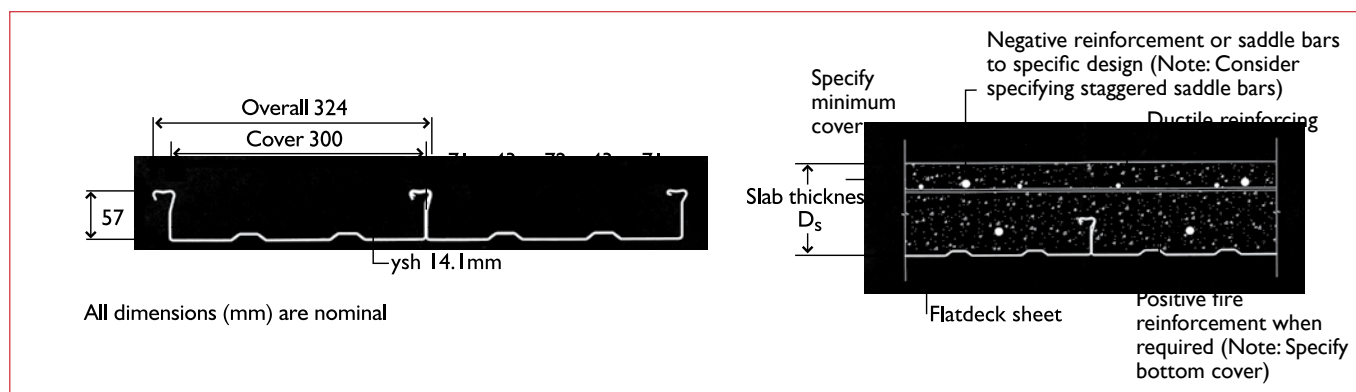 Overall 324
Cover 300
57
ysh 14.1mm
All dimensions (mm) are nominal
Negative reinforcement or saddle bars
to specific design (Note: Consider
specifying staggered saddle bars)
Specify
minimum
cover
Ductile reinforcing
Slab thickness
Ds
Flatdeck sheet
Positive fire
reinforcement when
required (Note: Specify
bottom cover)